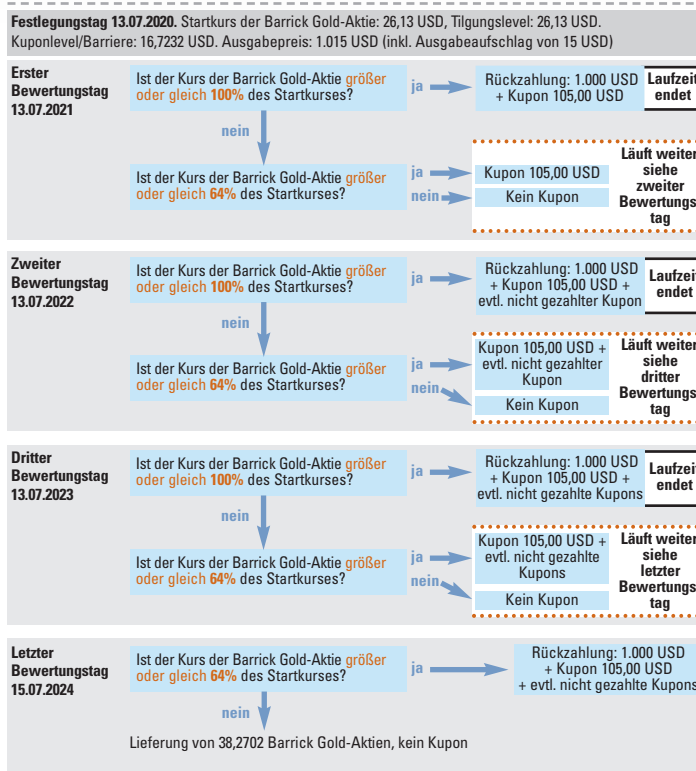 Festlegungstag 13.07.2020. Startkurs der Barrick Gold-Aktie: 26,13 USD, Tilgungslevel: 26,13 USD.
Kuponlevel/Barriere: 16,7232 USD. Ausgabepreis: 1.015 USD (inkl. Ausgabeaufschlag von 15 USD)
Erster
Bewertungstag
13.07.2021
Ist der Kurs der Barrick Gold-Aktie größer
oder gleich 100% des Startkurses?
ja
Rückzahlung: 1.000 USD
+ Kupon 105,00 USD
Laufzeit
endet
nein
Ist der Kurs der Barrick Gold-Aktie größer
oder gleich 64% des Startkurses?
ja
Kupon 105,00 USD
nein
Kein Kupon
Läuft weiter
siehe
zweiter
Bewertungs
tag
Zweiter
Bewertungstag
13.07.2022
Ist der Kurs der Barrick Gold-Aktie größer
oder gleich 100% des Startkurses?
ja
Rückzahlung: 1.000 USD
+ Kupon 105,00 USD +
evtl. nicht gezahlter Kupon
Laufzeit
endet
nein
Ist der Kurs der Barrick Gold-Aktie größer
oder gleich 64% des Startkurses?
ja
Kupon 105,00 USD +
evtl. nicht gezahlter
Kupon
nein
Kein Kupon
Läuft weiter
siehe
dritter
Bewertungs
tag
Dritter
Bewertungstag
13.07.2023
Ist der Kurs der Barrick Gold-Aktie größer
oder gleich 100% des Startkurses?
ja
Rückzahlung: 1.000 USD
+ Kupon 105,00 USD +
evtl. nicht gezahlte Kupons
Laufzeit
endet
nein
Ist der Kurs der Barrick Gold-Aktie größer
oder gleich 64% des Startkurses?
ja
Kupon 105,00 USD +
evtl. nicht gezahlte
Kupons
nein
Kein Kupon
Läuft weiter
siehe
letzter
Bewertungs
tag
Letzter
Bewertungstag
15.07.2024
Ist der Kurs der Barrick Gold-Aktie größer
oder gleich 64% des Startkurses?
ja
Rückzahlung: 1.000 USD
+ Kupon 105,00 USD
+ evtl. nicht gezahlte Kupons
nein
Lieferung von 38,2702 Barrick Gold-Aktien, kein Kupon